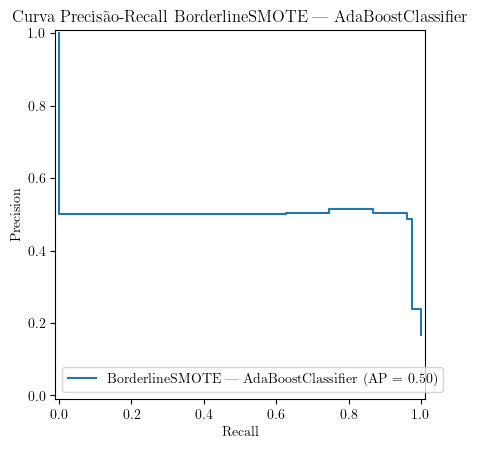 Curva Precisão-Recall BorderlineSMOTE — AdaBoostClassifier
1.0
0.8
0.6
0.4
0.2
0.0
Precision
BorderlineSMOTE — AdaBoostClassifier (AP = 0.50)
0.0 0.2 0.4 0.6 0.8 1.0
Recall